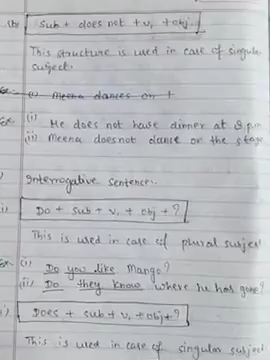 (b) Sub + does not + v₁ + obj.
This structure is used in case of singular
subject.
(i) Meena dances on t
Ex- (i) He does not have dinner at 8 p.m
(ii) Meena doesnot dance on the stage
Interrogative sentence:-
i) Do + sub + v₁ + obj + ?
This is used in case of plural subject
Ex- (i) Do you like Mango?
(ii) Do they know where he has gone?
i) Does + sub + v₁ + obj + ?
This is used in case of singular subject